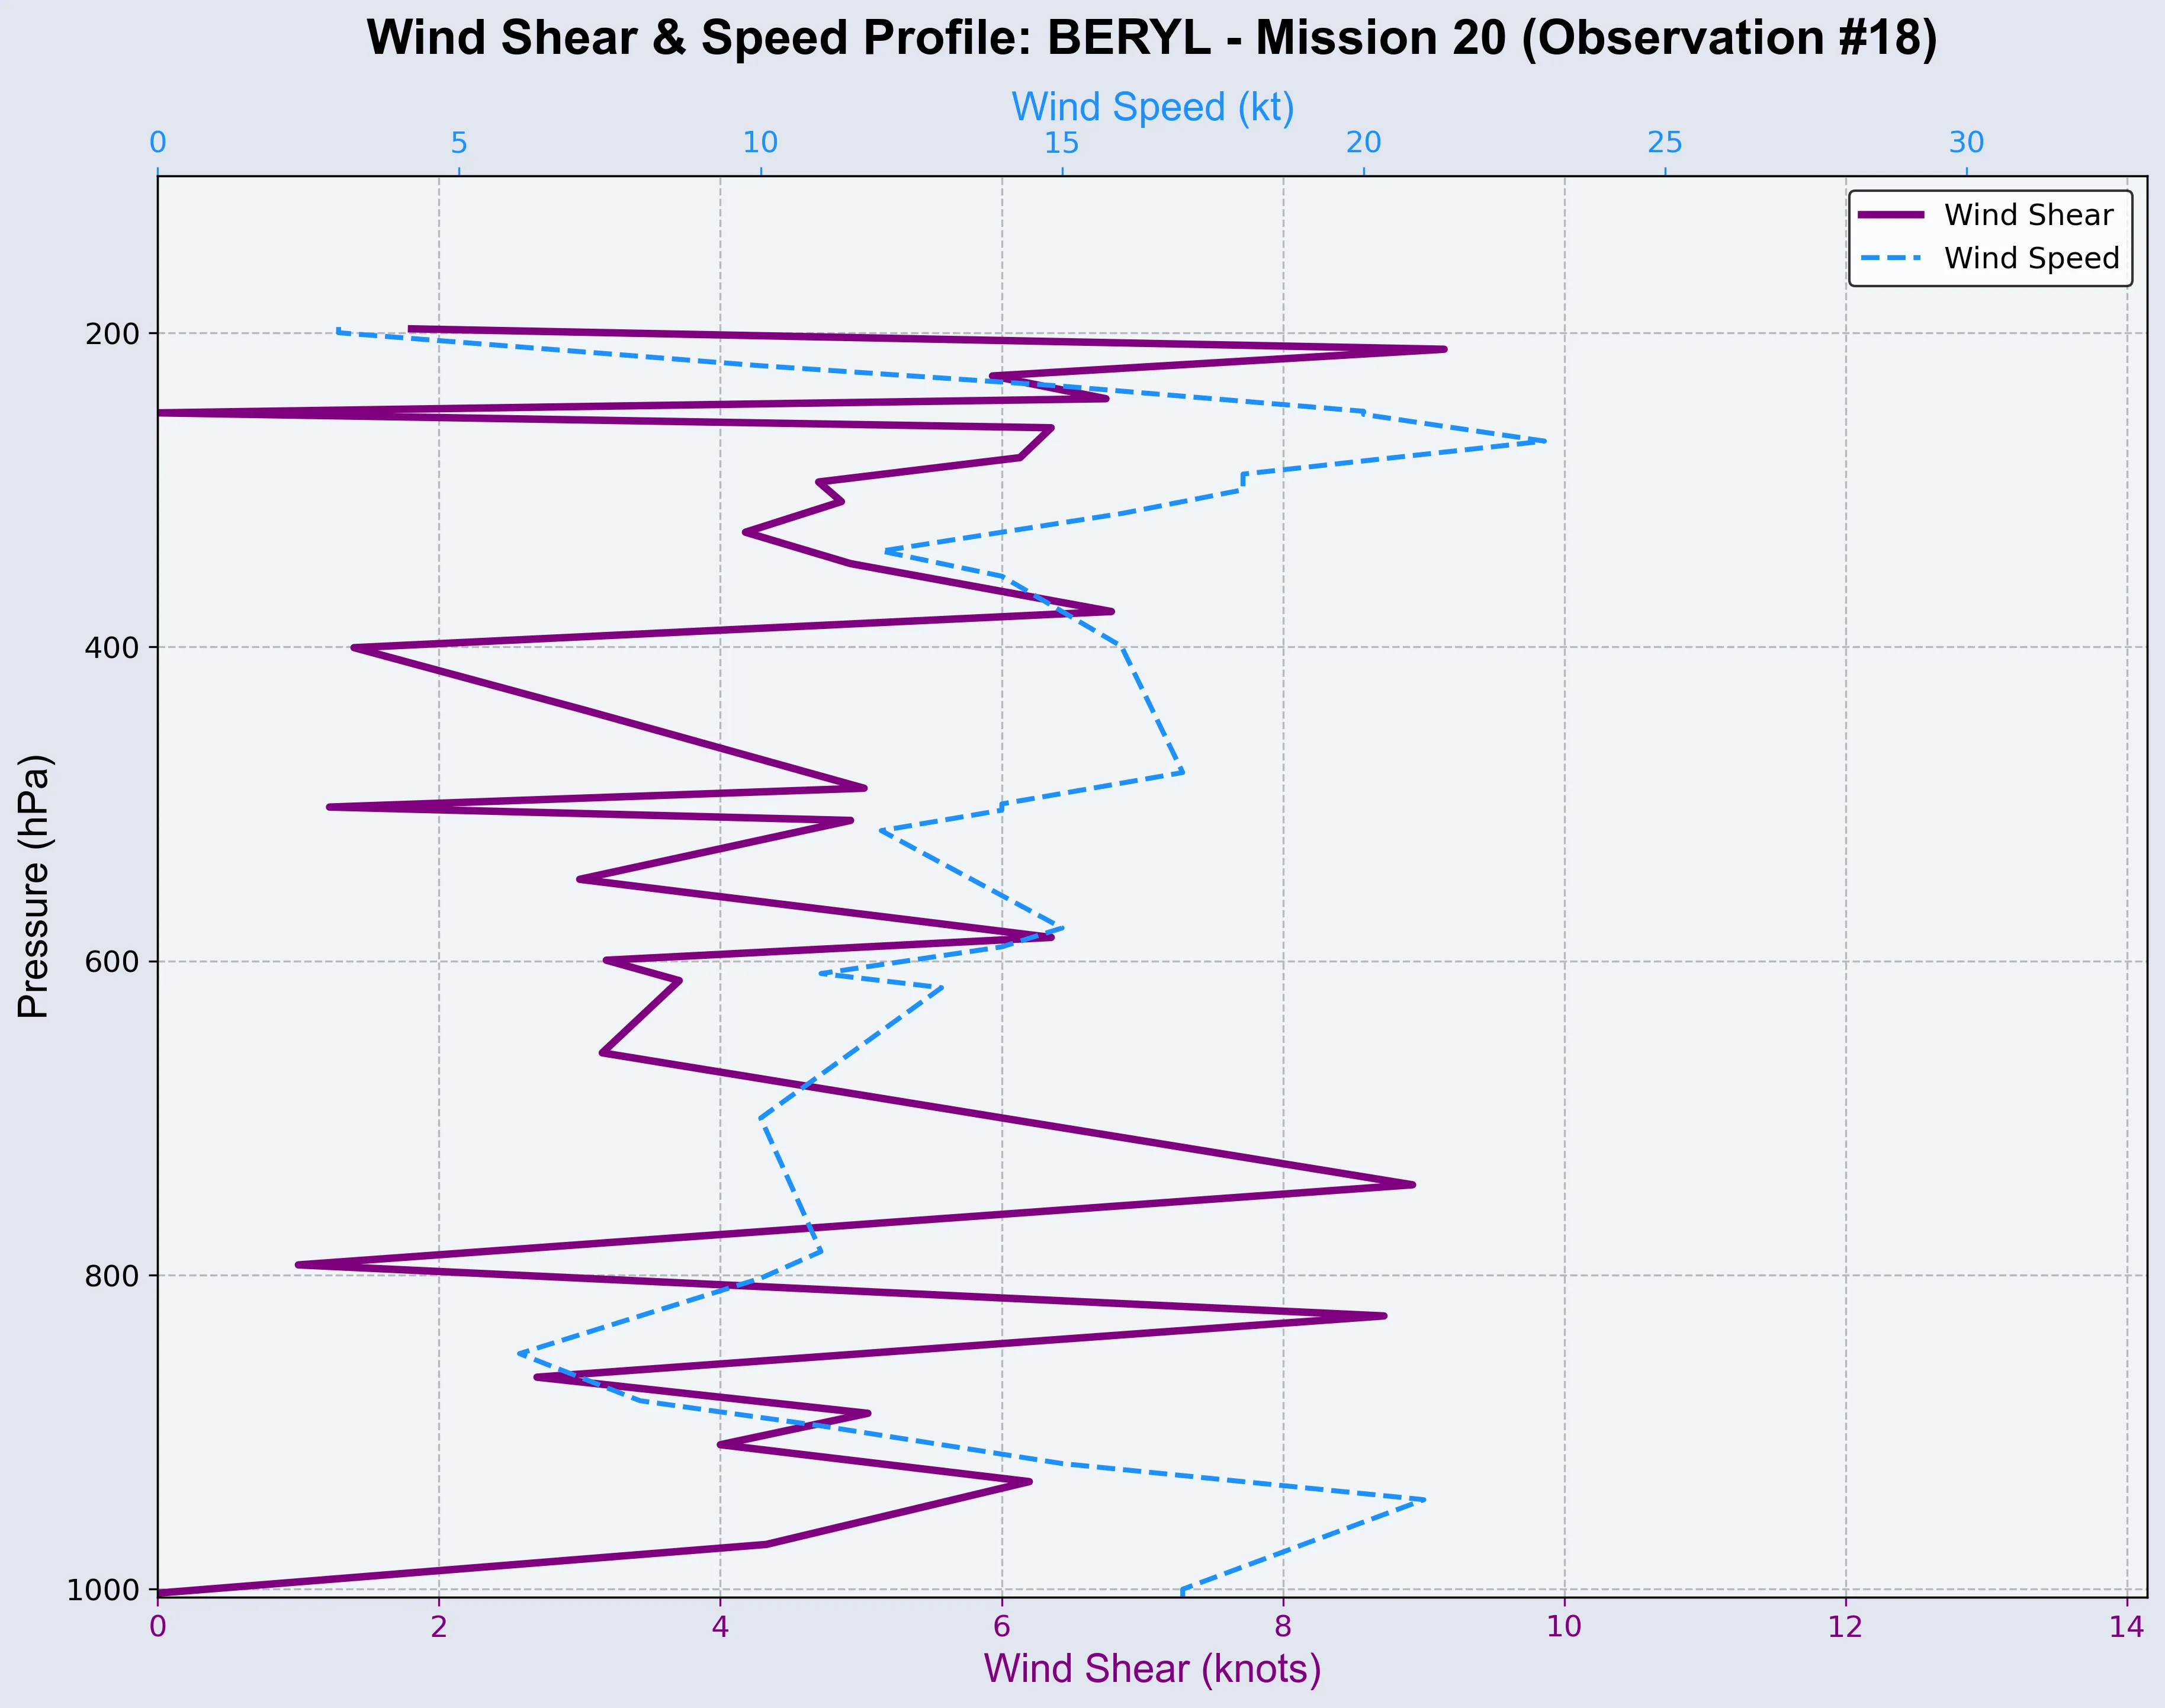 Wind Shear & Speed Profile: BERYL - Mission 20 (Observation #18)
Wind Speed (kt)
0 5 10 15 20 25 30
Wind Shear
Wind Speed
200
400
600
800
1000
Pressure (hPa)
0 2 4 6 8 10 12 14
Wind Shear (knots)